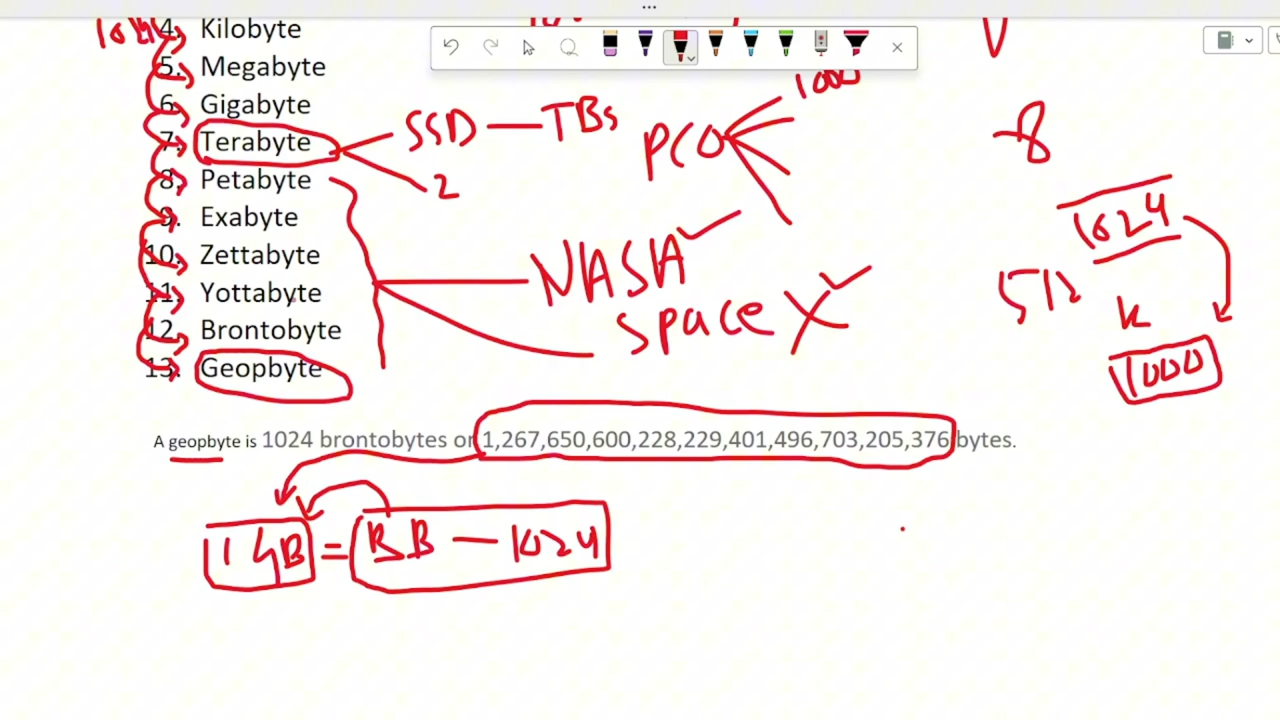 4. Kilobyte
5. Megabyte
6. Gigabyte
7. Terabyte
8. Petabyte
9. Exabyte
10. Zettabyte
11. Yottabyte
12. Brontobyte
13. Geopbyte
SSD — TBs
2
PCO
1000
NASA
Space X
8
1024
512
K
1000
A geopbyte is 1024 brontobytes or 1,267,650,600,228,229,401,496,703,205,376 bytes.
1 GB = BB — 1024